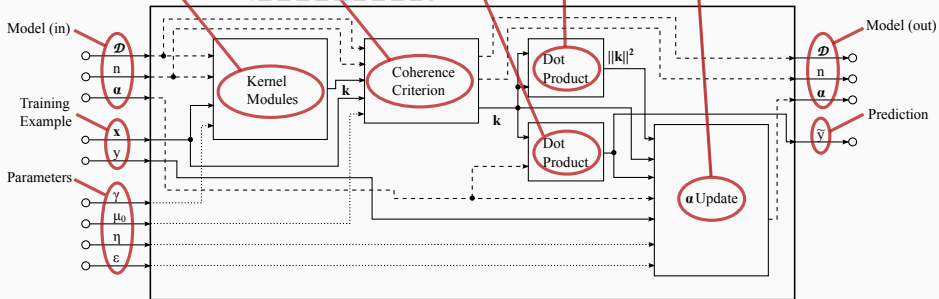 Model (in)
𝒟
n
α
Training
Example
x
y
Parameters
γ
μ₀
η
ε
Kernel
Modules
k
Coherence
Criterion
k
Dot
Product
||k||²
Dot
Product
α Update
Model (out)
𝒟
n
α
Prediction
ỹ